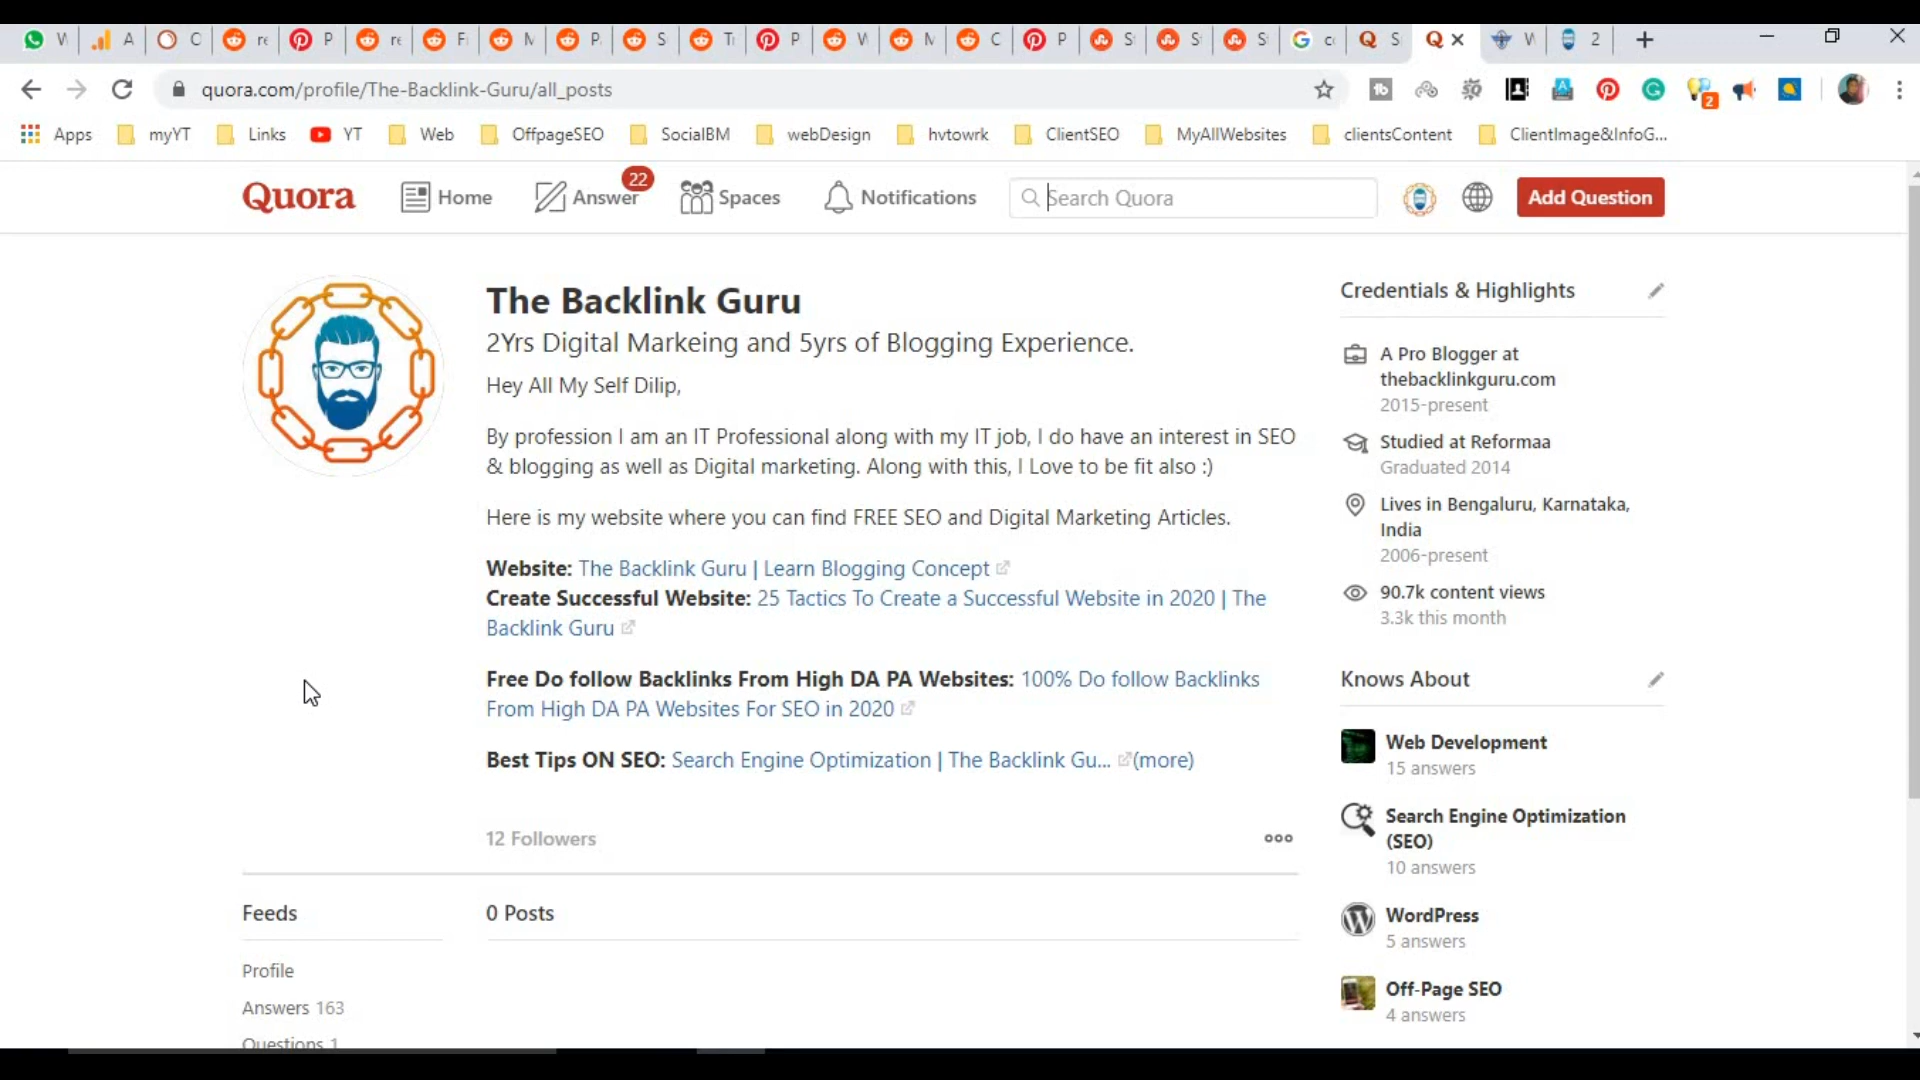 W A C re P re F M P S T P W M C P S S S co S W 2
quora.com/profile/The-Backlink-Guru/all_posts
2
Apps myYT Links YT Web OffpageSEO SocialBM webDesign hvtowrk ClientSEO MyAllWebsites clientsContent ClientImage&InfoG...
Quora Home Answer 22 Spaces Notifications Search Quora Add Question
The Backlink Guru
2Yrs Digital Markeing and 5yrs of Blogging Experience.
Hey All My Self Dilip,
By profession I am an IT Professional along with my IT job, I do have an interest in SEO
& blogging as well as Digital marketing. Along with this, I Love to be fit also :)
Here is my website where you can find FREE SEO and Digital Marketing Articles.
Website: The Backlink Guru | Learn Blogging Concept
Create Successful Website: 25 Tactics To Create a Successful Website in 2020 | The
Backlink Guru
Free Do follow Backlinks From High DA PA Websites: 100% Do follow Backlinks
From High DA PA Websites For SEO in 2020
Best Tips ON SEO: Search Engine Optimization | The Backlink Gu... (more)
12 Followers
Feeds
Profile
Answers 163
Questions 1
0 Posts
Credentials & Highlights
A Pro Blogger at
thebacklinkguru.com
2015-present
Studied at Reformaa
Graduated 2014
Lives in Bengaluru, Karnataka,
India
2006-present
90.7k content views
3.3k this month
Knows About
Web Development
15 answers
Search Engine Optimization
(SEO)
10 answers
WordPress
5 answers
Off-Page SEO
4 answers